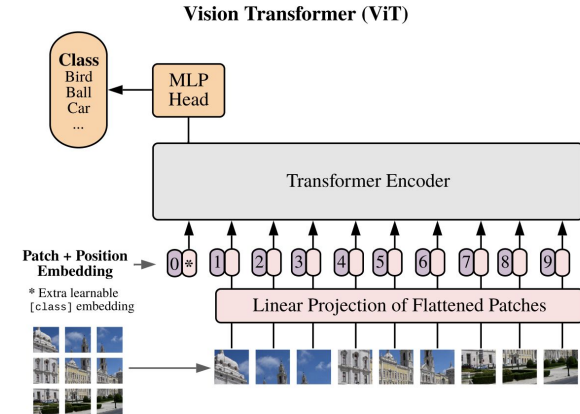 Vision Transformer (ViT)
Class
Bird
Ball
Car
...
MLP
Head
Transformer Encoder
Patch + Position
Embedding
0 * 1 2 3 4 5 6 7 8 9
* Extra learnable
[class] embedding
Linear Projection of Flattened Patches